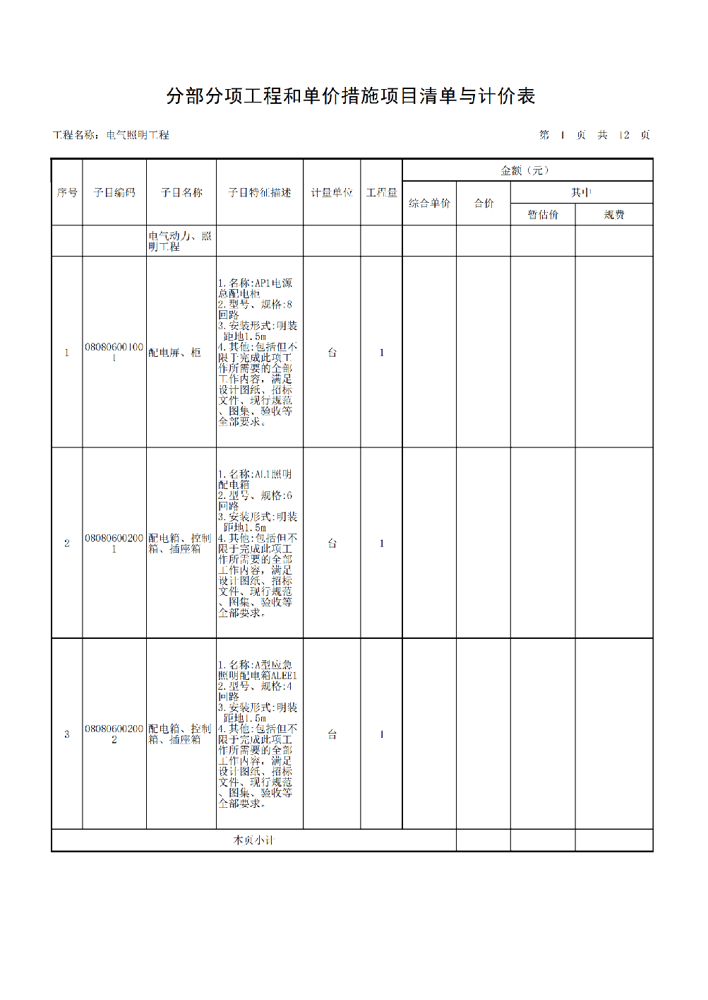 分部分项工程和单价措施项目清单与计价表
工程名称：电气照明工程
第 1 页 共 12 页
序号
子目编码
子目名称
子目特征描述
计量单位
工程量
金额（元）
综合单价
合价
其中
暂估价
规费
电气动力、照
明工程
1
08080600100
1
配电屏、柜
1.名称:AP1电源
总配电柜
2.型号、规格:8
回路
3.安装形式:明装
距地1.5m
4.其他:包括但不
限于完成此项工
作所需要的全部
工作内容，满足
设计图纸、招标
文件、现行规范
、图集、验收等
全部要求。
台
1
2
08080600200
1
配电箱、控制
箱、插座箱
1.名称:AL1照明
配电箱
2.型号、规格:6
回路
3.安装形式:明装
距地1.5m
4.其他:包括但不
限于完成此项工
作所需要的全部
工作内容，满足
设计图纸、招标
文件、现行规范
、图集、验收等
全部要求。
台
1
3
08080600200
2
配电箱、控制
箱、插座箱
1.名称:A型应急
照明配电箱ALEE1
2.型号、规格:4
回路
3.安装形式:明装
距地1.5m
4.其他:包括但不
限于完成此项工
作所需要的全部
工作内容，满足
设计图纸、招标
文件、现行规范
、图集、验收等
全部要求。
台
1
本页小计